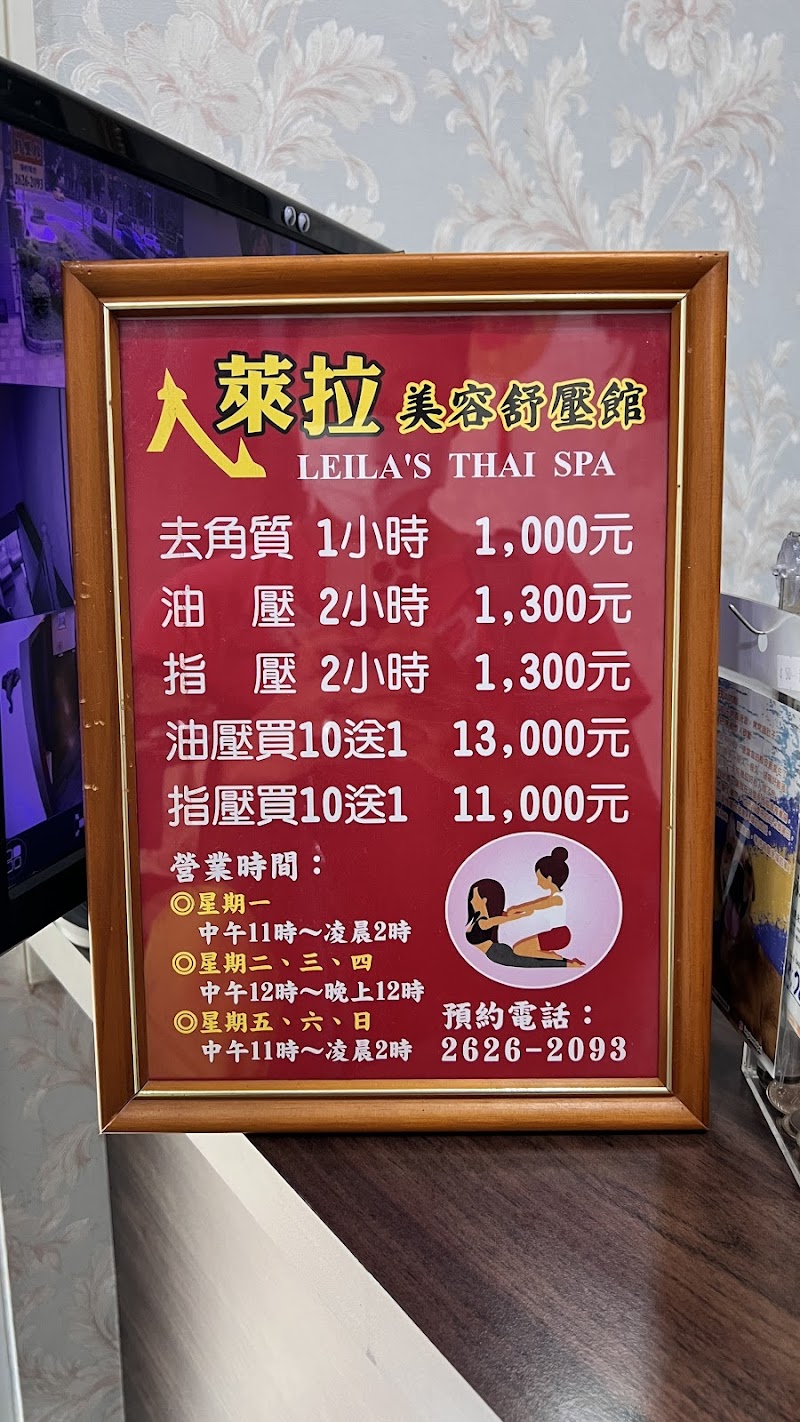 萊拉 美容舒壓館
LEILA'S THAI SPA
去角質 1小時 1,000元
油 壓 2小時 1,300元
指 壓 2小時 1,300元
油壓買10送1 13,000元
指壓買10送1 11,000元
營業時間：
◎星期一
中午11時～凌晨2時
◎星期二、三、四
中午12時～晚上12時
◎星期五、六、日
中午11時～凌晨2時
預約電話：
2626-2093
2626-2093